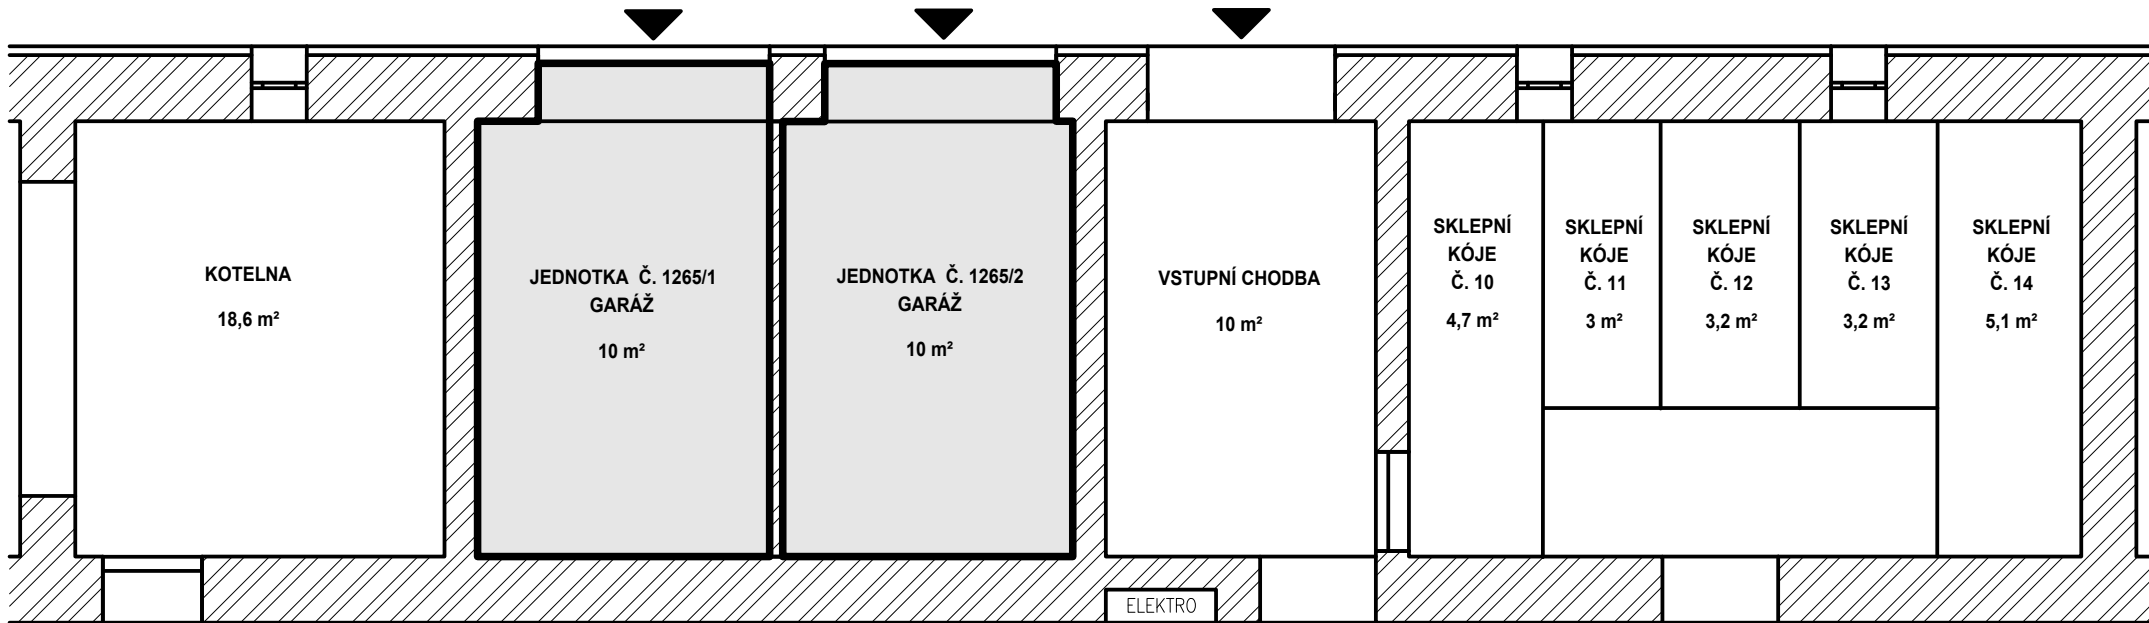 KOTELNA
18,6 m²
JEDNOTKA Č. 1265/1
GARÁŽ
10 m²
JEDNOTKA Č. 1265/2
GARÁŽ
10 m²
VSTUPNÍ CHODBA
10 m²
SKLEPNÍ
KÓJE
Č. 10
4,7 m²
SKLEPNÍ
KÓJE
Č. 11
3 m²
SKLEPNÍ
KÓJE
Č. 12
3,2 m²
SKLEPNÍ
KÓJE
Č. 13
3,2 m²
SKLEPNÍ
KÓJE
Č. 14
5,1 m²
ELEKTRO